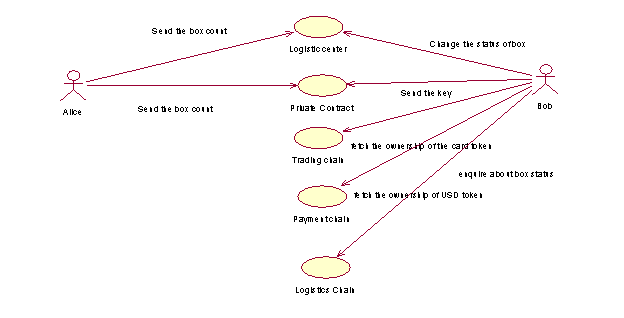 Send the box count
Change the status of box
Logistic center
Send the key
Alice
Send the box count
Private Contract
Bob
fetch the ownership of the card token
Trading chain
enquire about box status
fetch the ownership of USD token
Payment chain
Logistics Chain